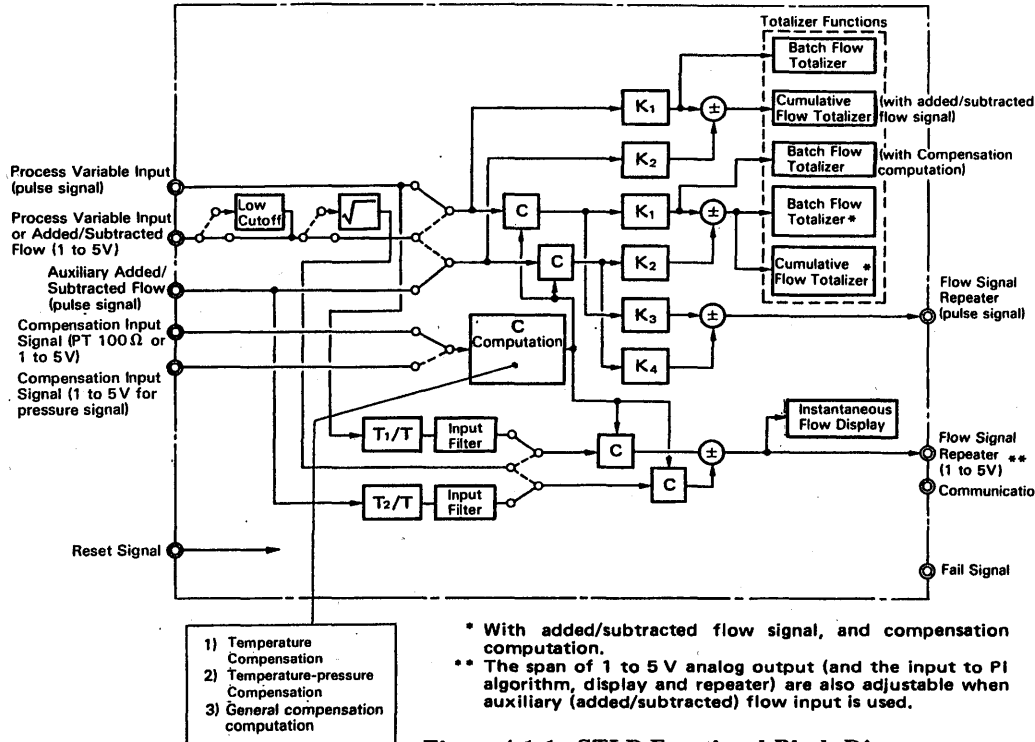 Totalizer Functions
Batch Flow
Totalizer
K1
±
Cumulative
Flow Totalizer
(with added/subtracted
flow signal)
K2
Batch Flow
Totalizer
(with Compensation
computation)
Process Variable Input
(pulse signal)
Low
Cutoff
√
C
K1
±
Batch Flow
Totalizer*
Process Variable Input
or Added/Subtracted
Flow (1 to 5V)
C
K2
Cumulative *
Flow Totalizer
Auxiliary Added/
Subtracted Flow
(pulse signal)
K3
±
Flow Signal
Repeater
(pulse signal)
Compensation Input
Signal (PT 100Ω or
1 to 5V)
C
Computation
K4
Compensation Input
Signal (1 to 5V for
pressure signal)
Instantaneous
Flow Display
T1/T
Input
Filter
C
±
Flow Signal
Repeater **
(1 to 5V)
C
T2/T
Input
Filter
Communicatio
Reset Signal
Fail Signal
1) Temperature
Compensation
2) Temperature-pressure
Compensation
3) General compensation
computation
* With added/subtracted flow signal, and compensation
computation.
** The span of 1 to 5 V analog output (and the input to PI
algorithm, display and repeater) are also adjustable when
auxiliary (added/subtracted) flow input is used.